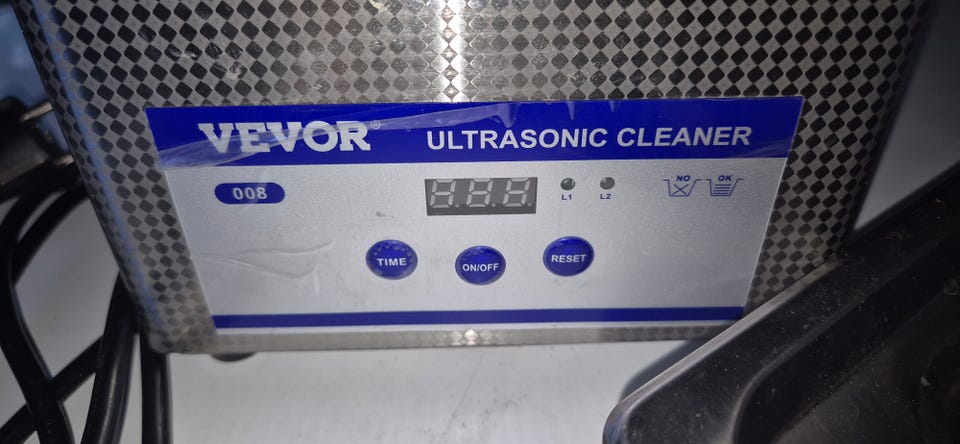 VEVOR®
ULTRASONIC CLEANER
008
L1
L2
NO
OK
TIME
ON/OFF
RESET